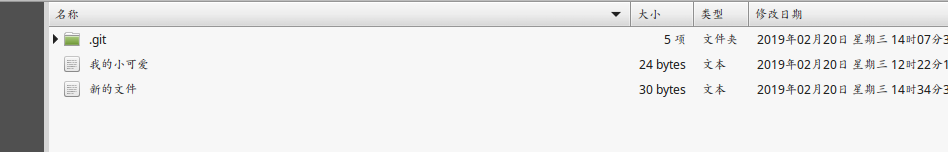 名称 大小 类型 修改日期
.git 5 项 文件夹 2019年02月20日 星期三 14时07分3
我的小可爱 24 bytes 文本 2019年02月20日 星期三 12时22分1
新的文件 30 bytes 文本 2019年02月20日 星期三 14时34分3